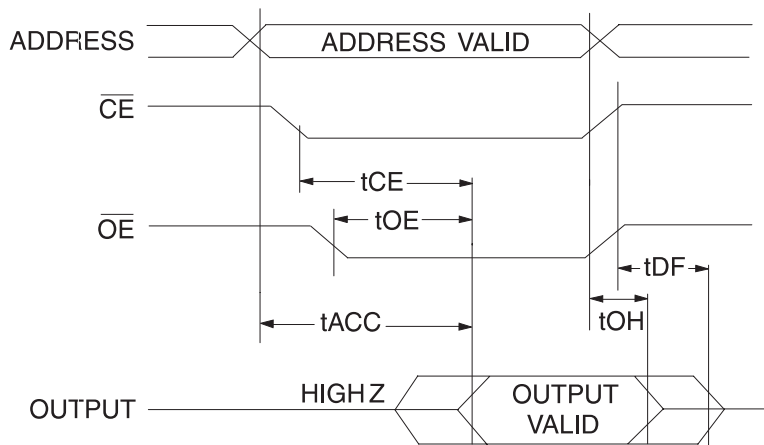 ADDRESS
ADDRESS VALID
CE
tCE
OE
tOE
tDF
tOH
tACC
HIGH Z
OUTPUT
OUTPUT
VALID